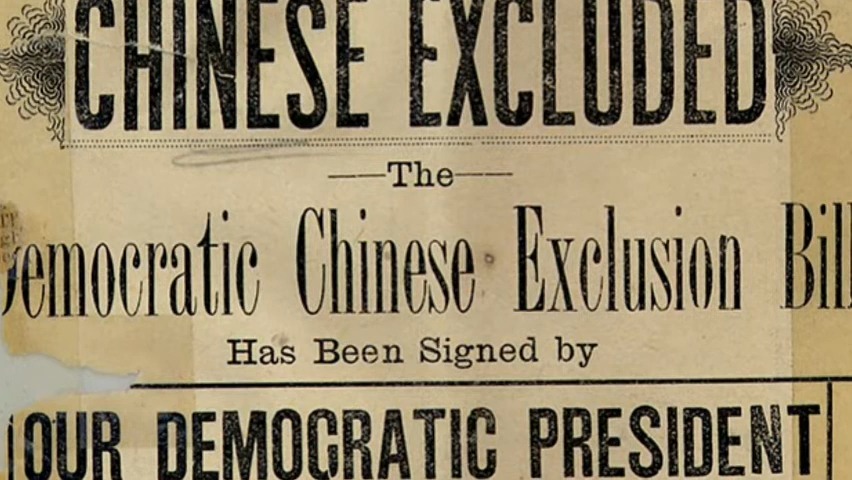 CHINESE EXCLUDED
The
Democratic Chinese Exclusion Bill
Has Been Signed by
OUR DEMOCRATIC PRESIDENT